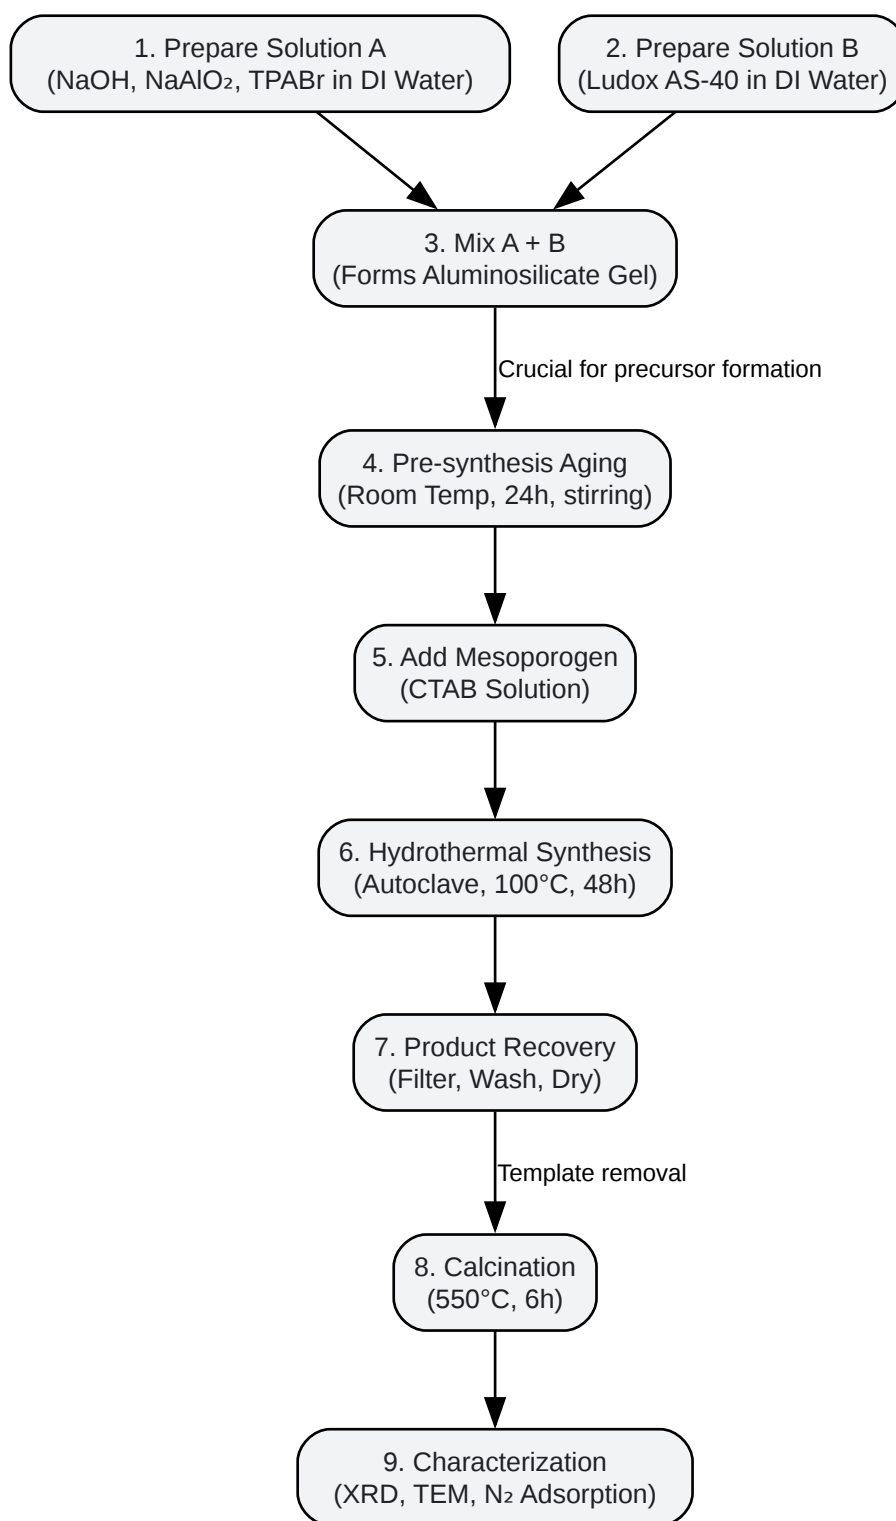 1. Prepare Solution A
(NaOH, NaAlO₂, TPABr in DI Water)
2. Prepare Solution B
(Ludox AS-40 in DI Water)
3. Mix A + B
(Forms Aluminosilicate Gel)
Crucial for precursor formation
4. Pre-synthesis Aging
(Room Temp, 24h, stirring)
5. Add Mesoporogen
(CTAB Solution)
6. Hydrothermal Synthesis
(Autoclave, 100°C, 48h)
7. Product Recovery
(Filter, Wash, Dry)
Template removal
8. Calcination
(550°C, 6h)
9. Characterization
(XRD, TEM, N₂ Adsorption)